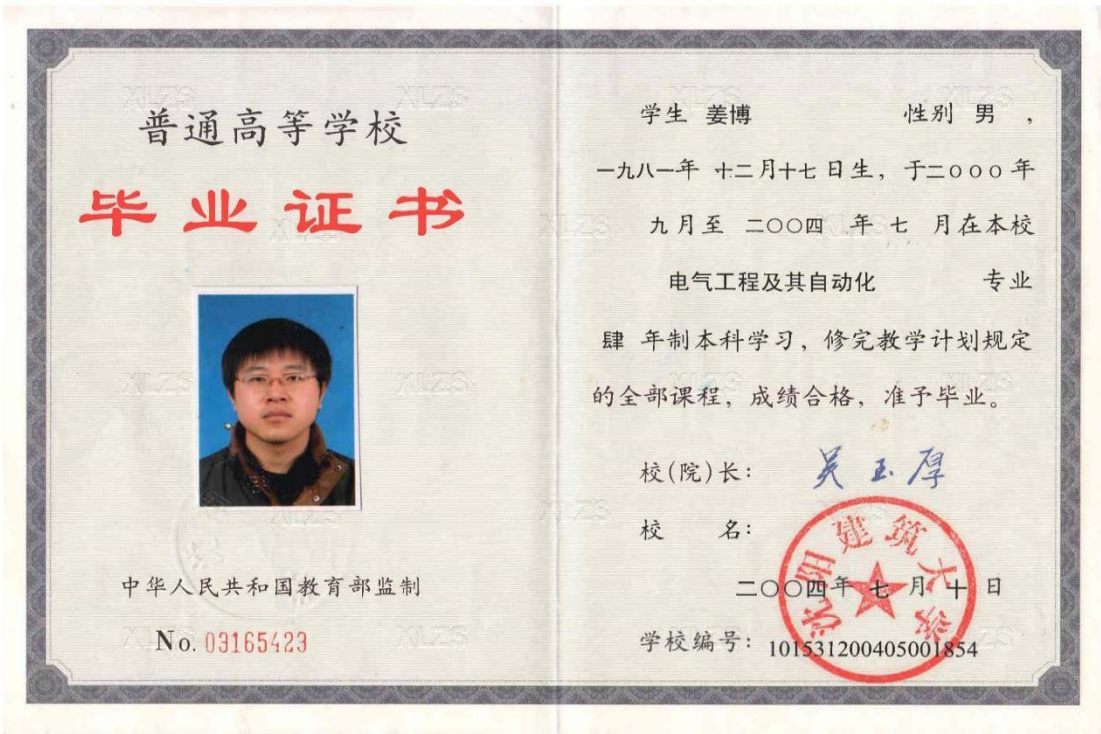 普通高等学校
毕业证书
中华人民共和国教育部监制
No. 03165423
学生 姜博 性别 男 ,
一九八一年 十二月十七日生, 于二〇〇〇年
九月至 二〇〇四 年 七 月在本校
电气工程及其自动化 专业
肆 年制本科学习, 修完教学计划规定
的全部课程, 成绩合格, 准予毕业。
校(院)长: 吴玉厚
校 名:
沈阳建筑大学
二〇〇四年 七 月 十 日
学校编号: 101531200405001854
XLZS